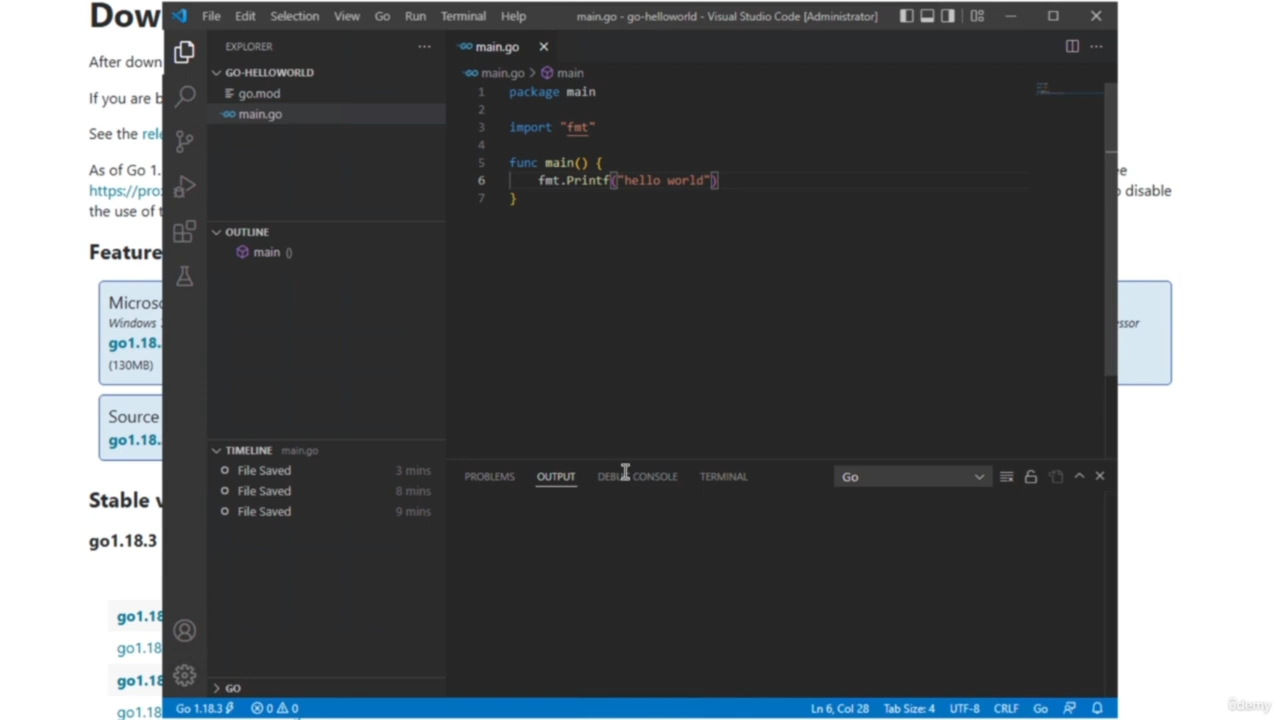 Dow
After down
If you are b
See the rele
As of Go 1.
https://pro
the use of t
Feature
Microso
Windows
go1.18.
(130MB)
Source
go1.18.
Stable v
go1.18.3
go1.18
go1.18
go1.18
go1.18
File Edit Selection View Go Run Terminal Help
main.go - go-helloworld - Visual Studio Code [Administrator]
EXPLORER
GO-HELLOWORLD
go.mod
main.go
OUTLINE
main ()
TIMELINE main.go
File Saved 3 mins
File Saved 8 mins
File Saved 9 mins
GO
main.go
main.go > main
1 package main
2
3 import "fmt"
4
5 func main() {
6 fmt.Printf("hello world")
7 }
PROBLEMS OUTPUT DEBUG CONSOLE TERMINAL Go
Go 1.18.3 0 0 Ln 6, Col 28 Tab Size: 4 UTF-8 CRLF Go
disable
ssor
ûdemy